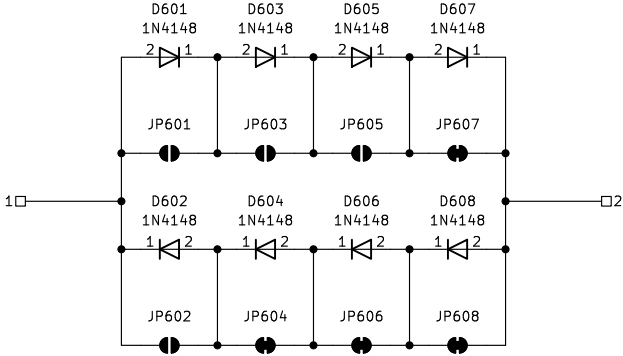 D601 D603 D605 D607
1N4148 1N4148 1N4148 1N4148
2 1 2 1 2 1 2 1
JP601 JP603 JP605 JP607
1 2
D602 D604 D606 D608
1N4148 1N4148 1N4148 1N4148
1 2 1 2 1 2 1 2
JP602 JP604 JP606 JP608